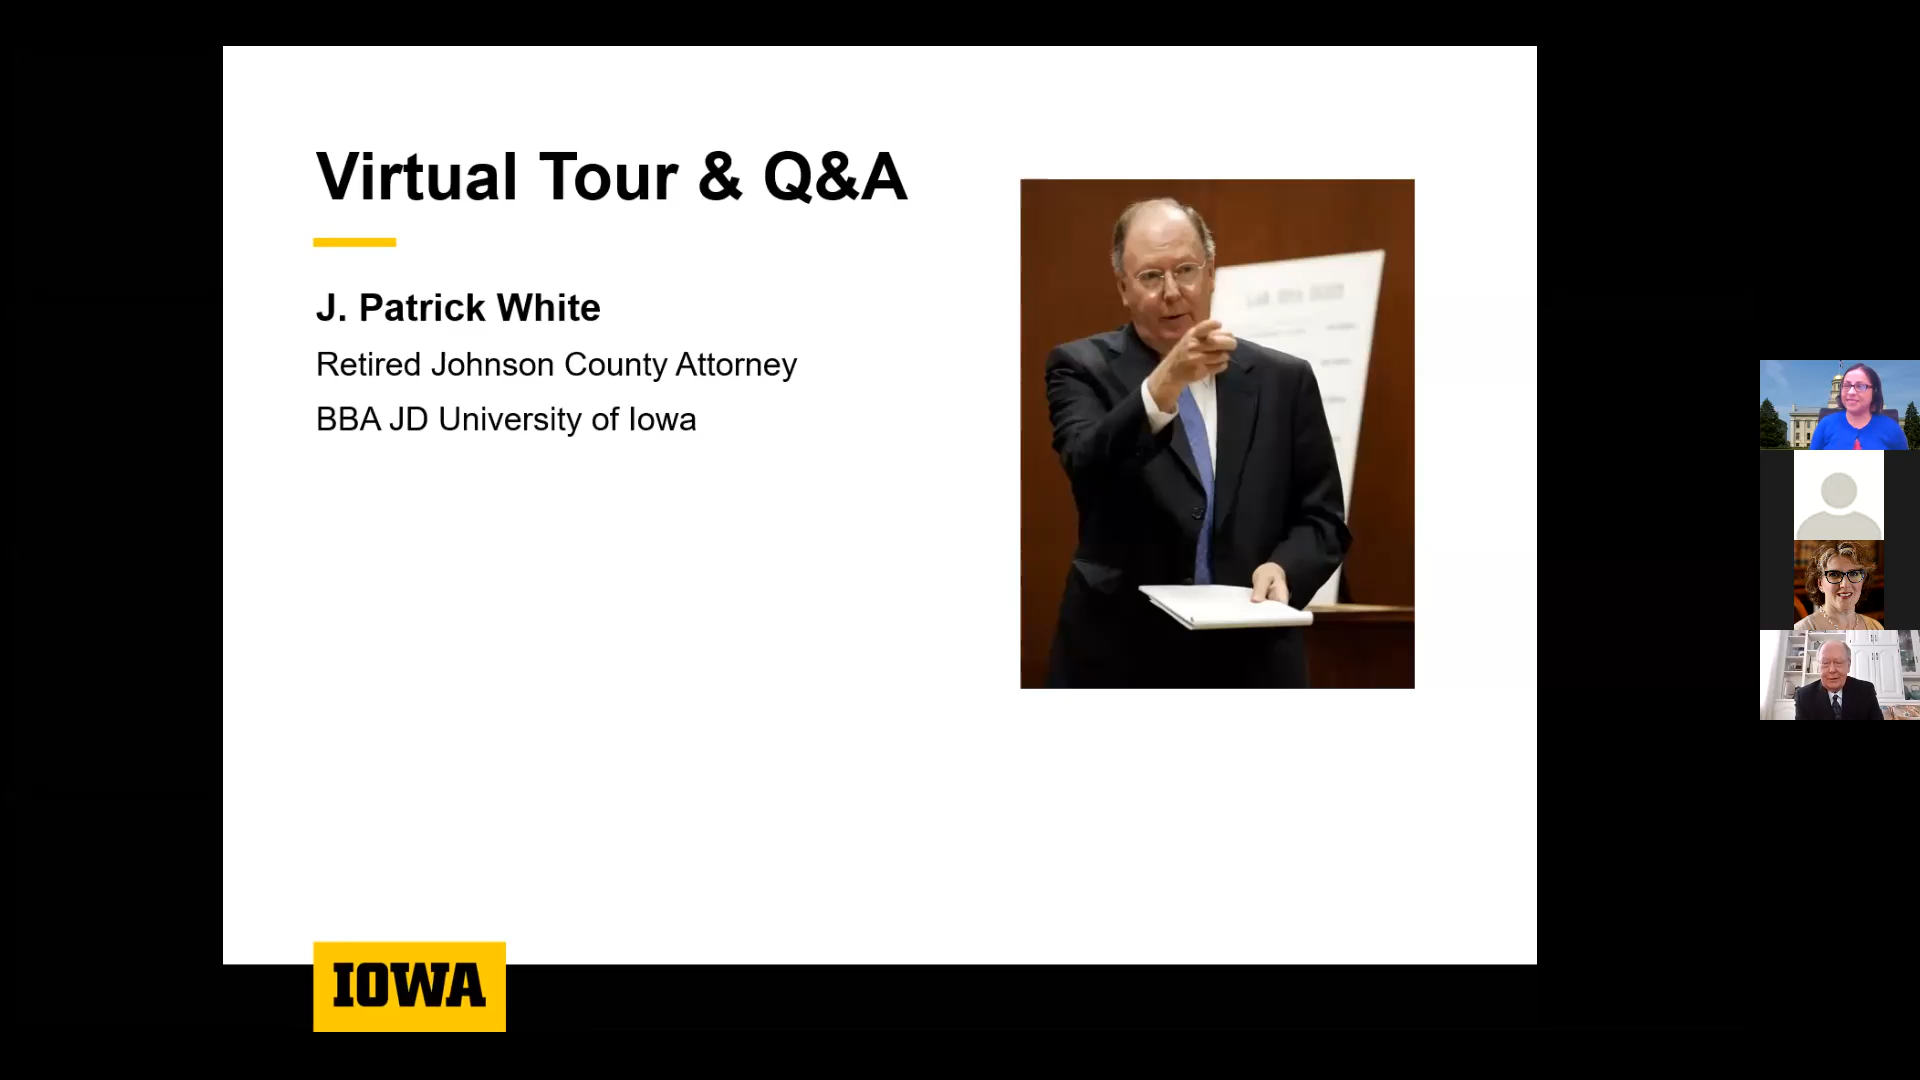 Virtual Tour & Q&A
J. Patrick White
Retired Johnson County Attorney
BBA JD University of Iowa
IOWA